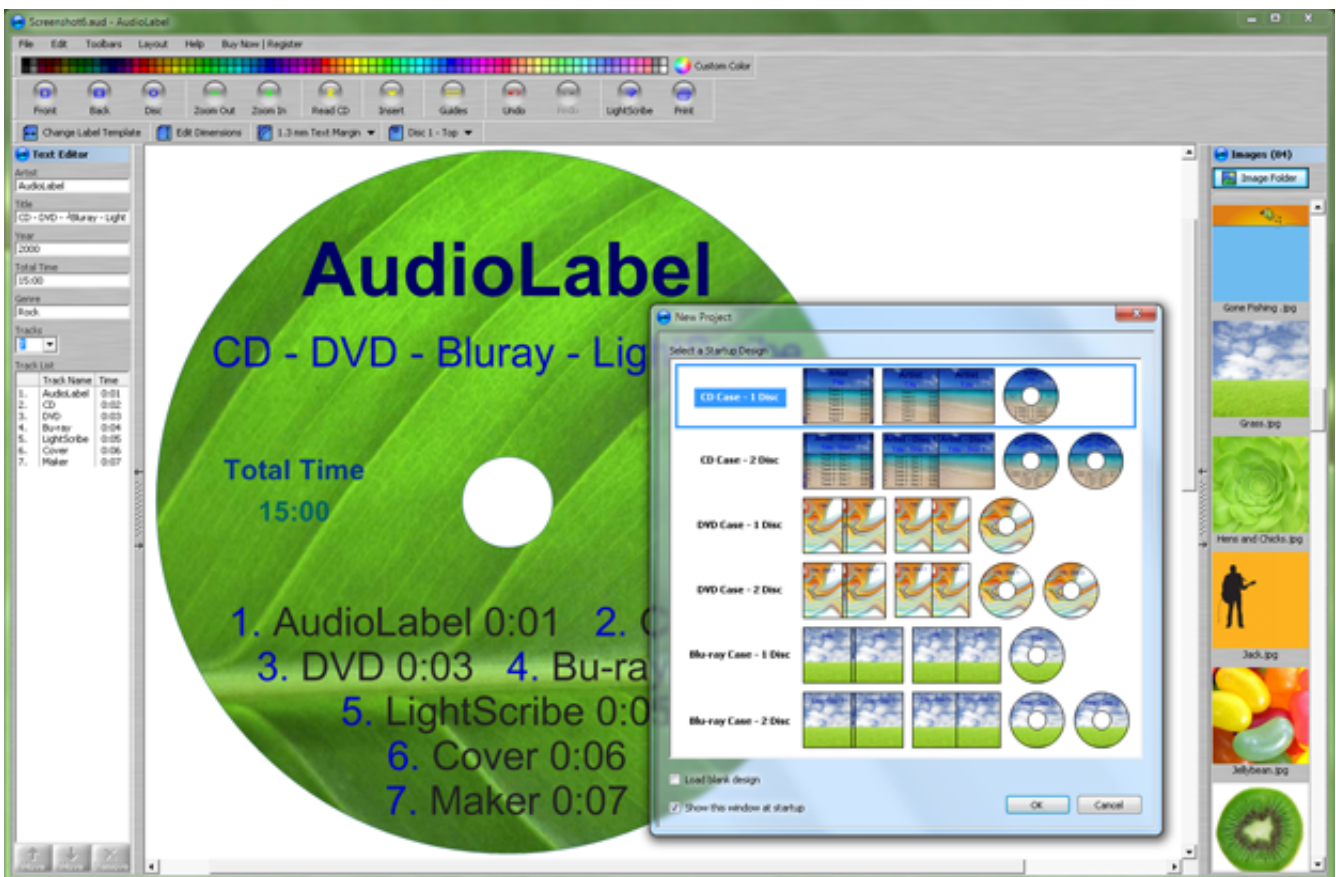 Screenshot6.aud - AudioLabel
File Edit Toolbars Layout Help Buy Now | Register
Custom Color
Front Back Disc Zoom Out Zoom In Read CD Insert Guides Undo Redo LightScribe Print
Change Label Template Edit Dimensions 1.3 mm Text Margin Disc 1 - Top
Text Editor
Artist
AudioLabel
Title
CD - DVD - Bluray - Light
Year
2000
Total Time
15:00
Genre
Rock
Tracks
7
Track List
Track Name Time
1. AudioLabel 0:01
2. CD 0:02
3. DVD 0:03
4. Bu-ray 0:04
5. LightScribe 0:05
6. Cover 0:06
7. Maker 0:07
AudioLabel
CD - DVD - Bluray - LightScribe
Total Time
15:00
1. AudioLabel 0:01 2. C
3. DVD 0:03 4. Bu-ra
5. LightScribe 0:05
6. Cover 0:06
7. Maker 0:07
New Project
Select a Startup Design
CD Case - 1 Disc
CD Case - 2 Disc
DVD Case - 1 Disc
DVD Case - 2 Disc
Blu-ray Case - 1 Disc
Blu-ray Case - 2 Disc
Load blank design
Show this window at startup
OK Cancel
Images (84)
Image Folder
Gone Fishing .jpg
Grass.jpg
Hens and Chicks.jpg
Jack.jpg
Jellybean.jpg